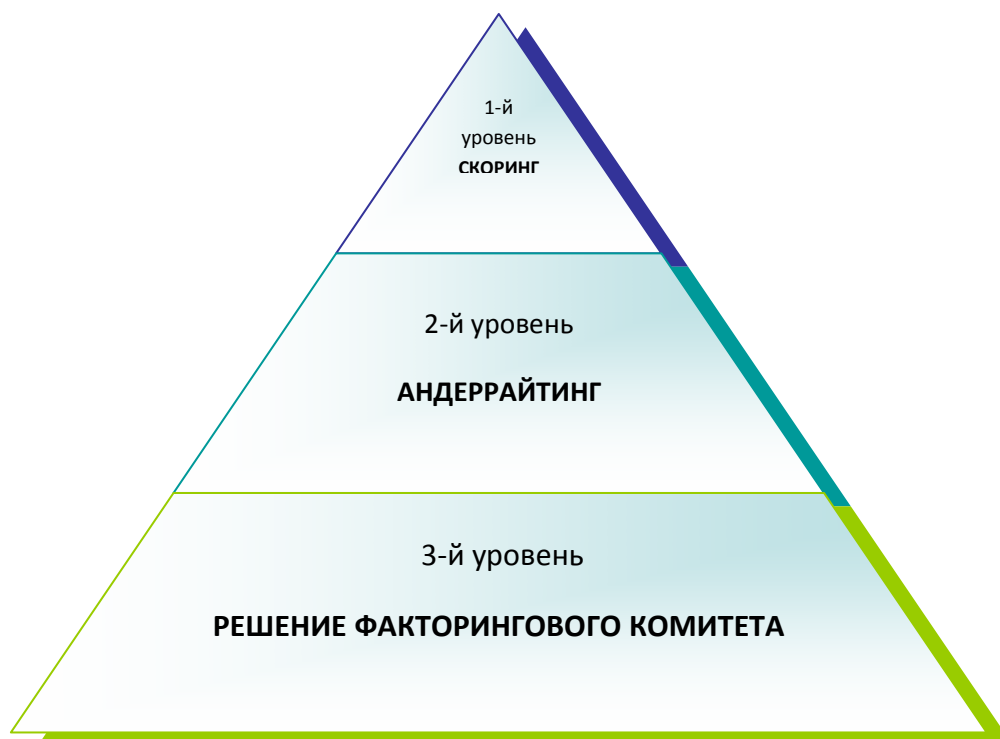 1-й
уровень
СКОРИНГ
2-й уровень
АНДЕРРАЙТИНГ
3-й уровень
РЕШЕНИЕ ФАКТОРИНГОВОГО КОМИТЕТА